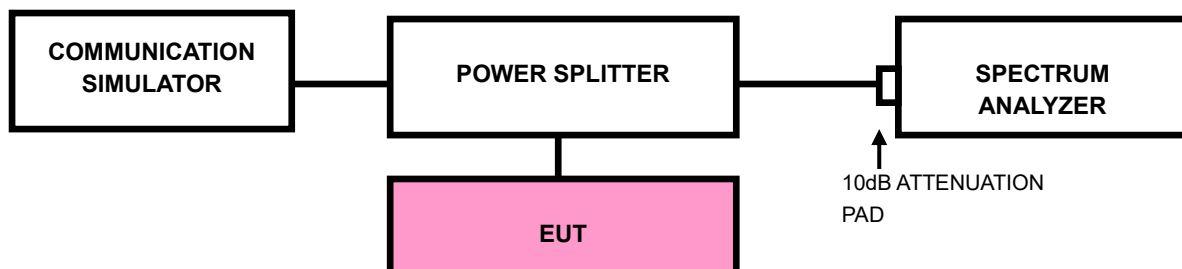 COMMUNICATION
SIMULATOR
POWER SPLITTER
SPECTRUM
ANALYZER
10dB ATTENUATION
PAD
EUT